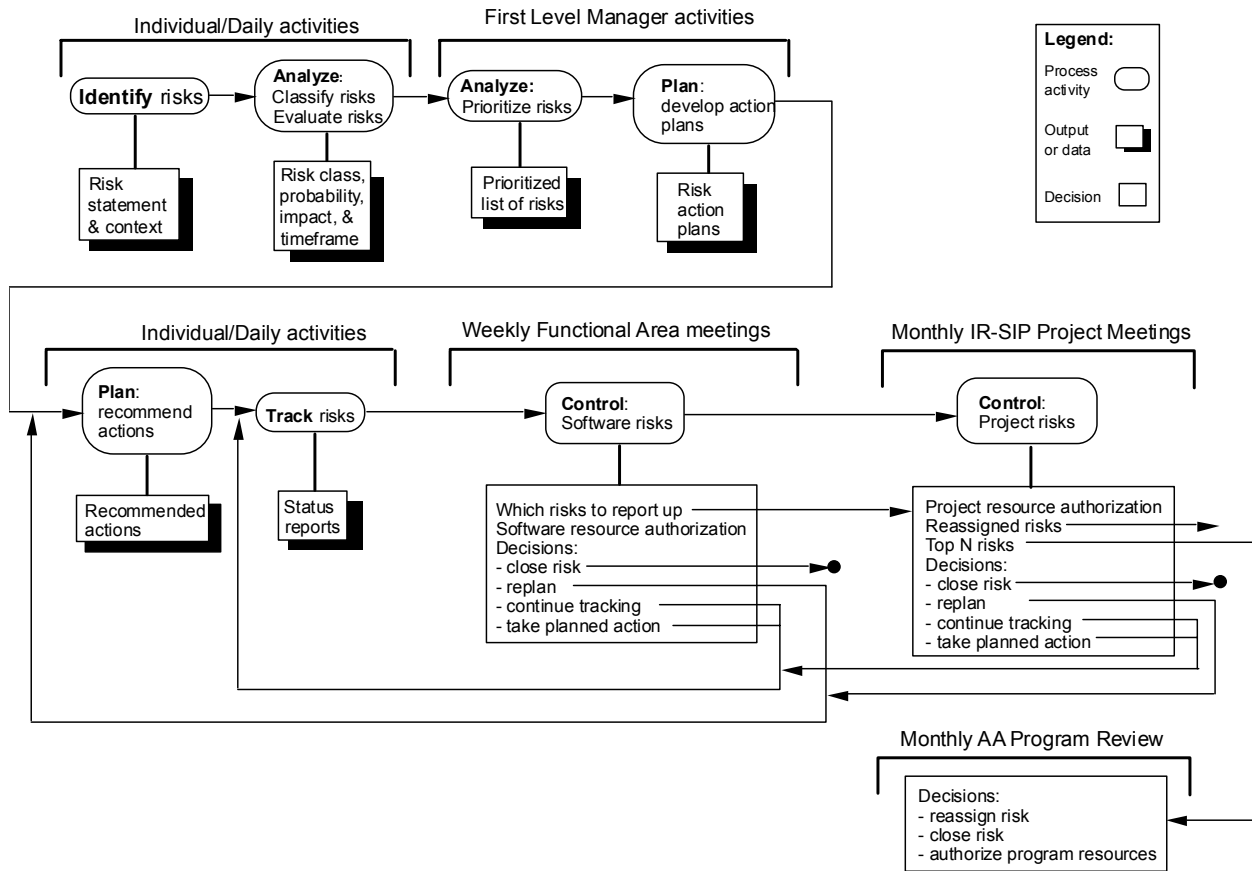 Individual/Daily activities
First Level Manager activities
Identify risks
Analyze:
Classify risks
Evaluate risks
Analyze:
Prioritize risks
Plan:
develop action
plans
Risk
statement
& context
Risk class,
probability,
impact, &
timeframe
Prioritized
list of risks
Risk
action
plans
Legend:
Process
activity
Output
or data
Decision
Individual/Daily activities
Weekly Functional Area meetings
Monthly IR-SIP Project Meetings
Plan:
recommend
actions
Track risks
Control:
Software risks
Control:
Project risks
Recommended
actions
Status
reports
Which risks to report up
Software resource authorization
Decisions:
- close risk
- replan
- continue tracking
- take planned action
Project resource authorization
Reassigned risks
Top N risks
Decisions:
- close risk
- replan
- continue tracking
- take planned action
Monthly AA Program Review
Decisions:
- reassign risk
- close risk
- authorize program resources